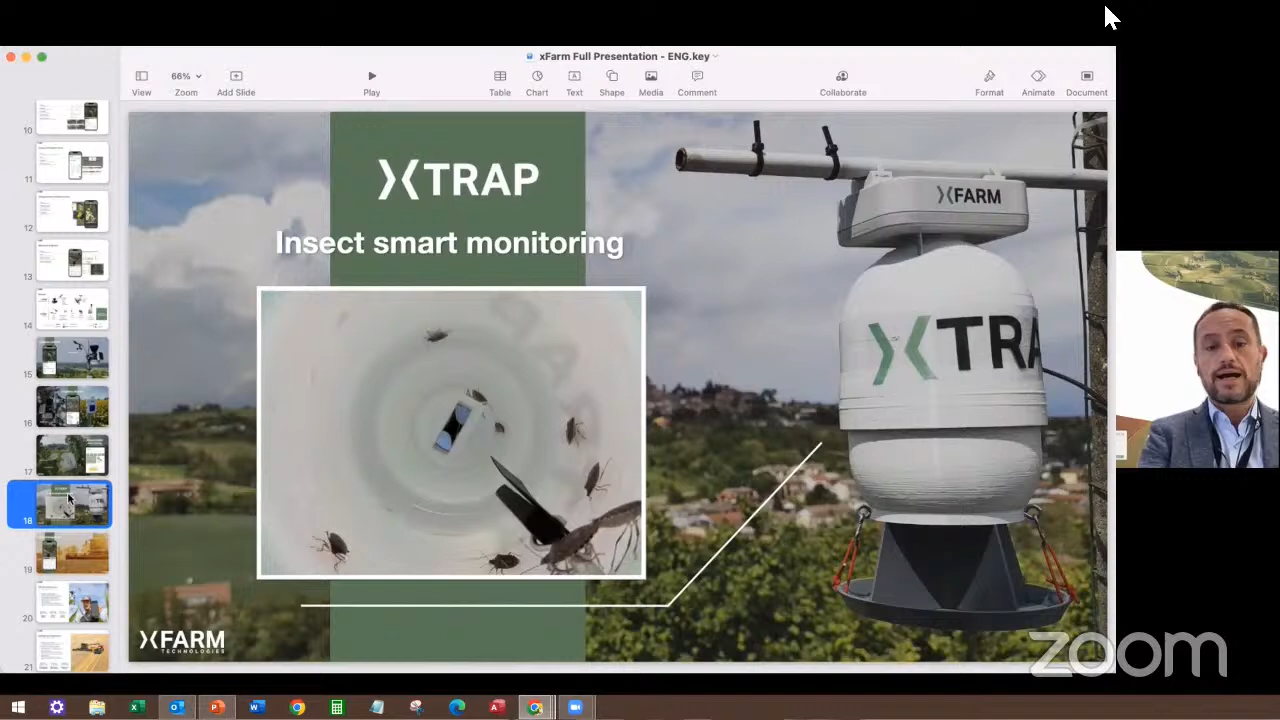 xFarm Full Presentation - ENG.key
66%
View
Zoom
Add Slide
Play
Table
Chart
Text
Shape
Media
Comment
Collaborate
Format
Animate
Document
10
11
12
13
14
15
16
17
18
19
20
21
XTRAP
Insect smart monitoring
XFARM
XTRA
XFARM
TECHNOLOGIES
zoom